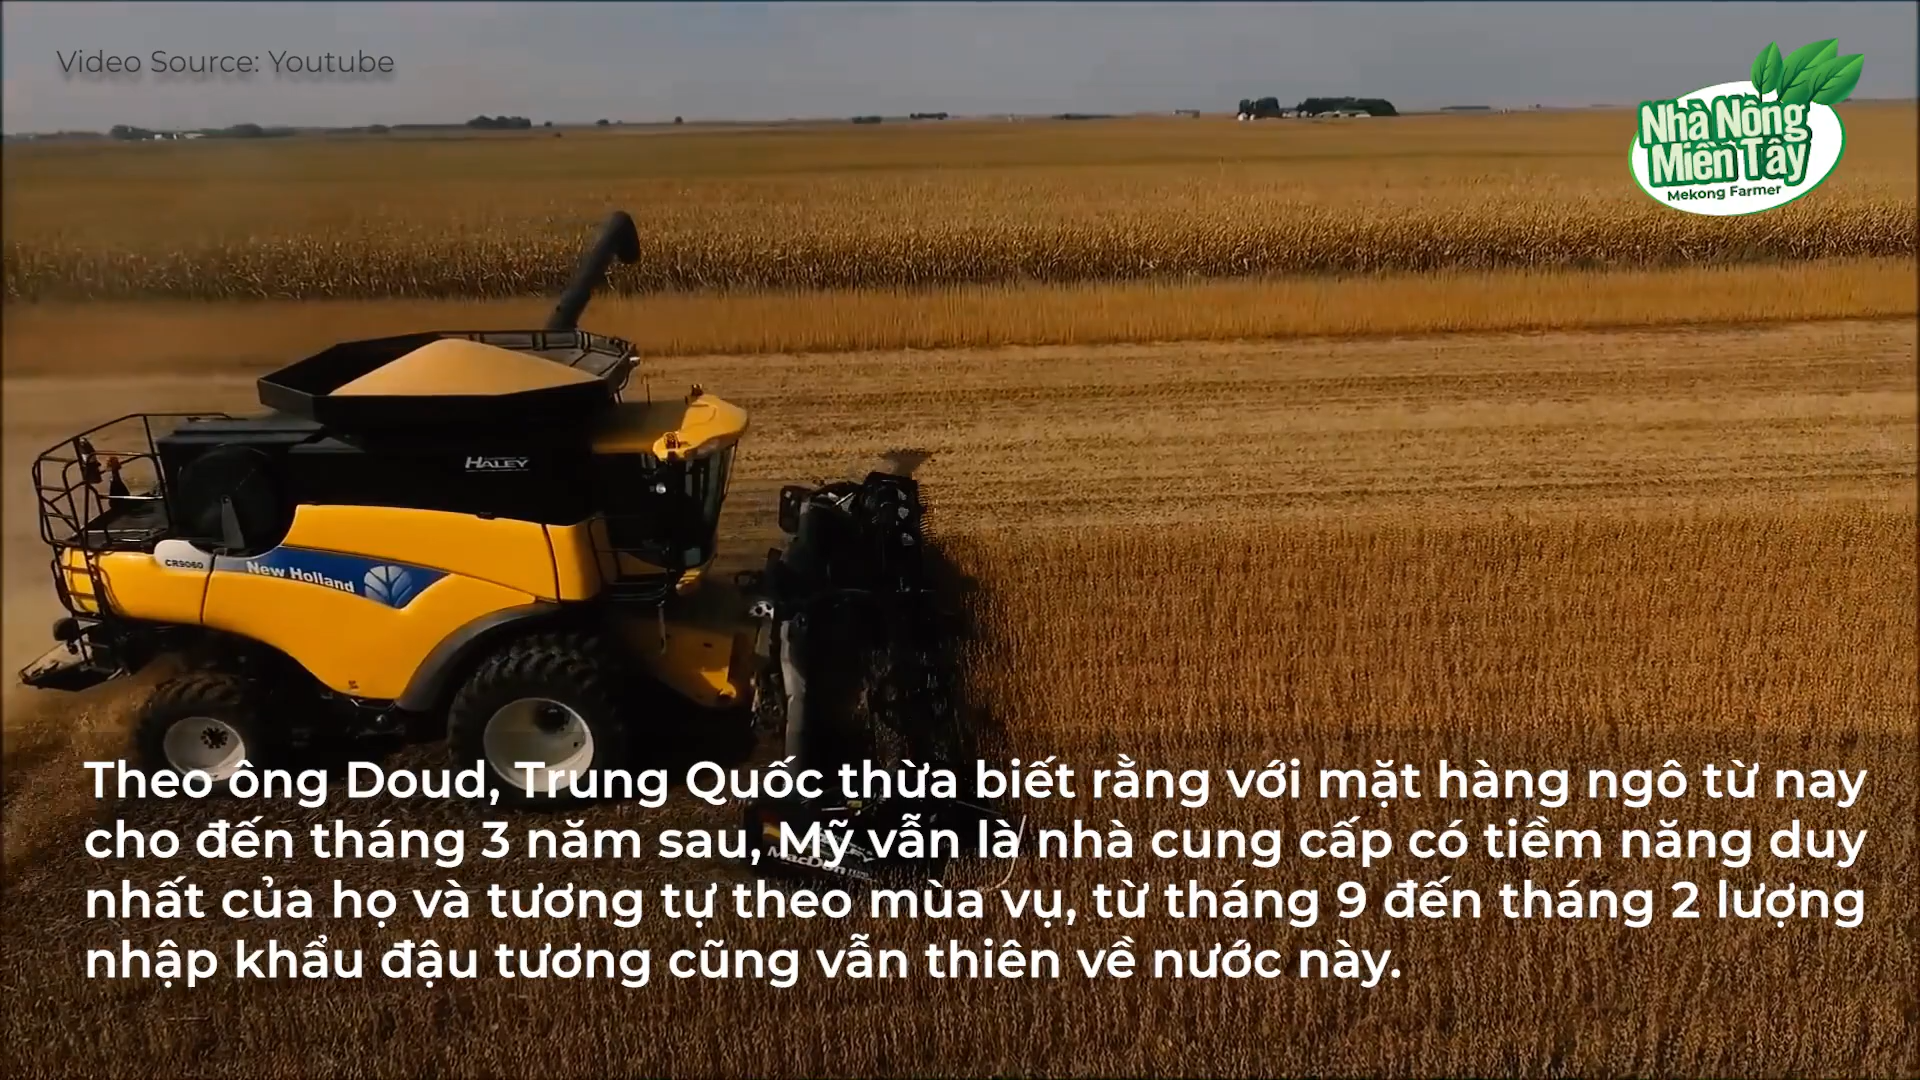 Video Source: Youtube
Nhà Nông
Miền Tây
Mekong Farmer
HALEY
CR9060
New Holland
Theo ông Doud, Trung Quốc thừa biết rằng với mặt hàng ngô từ nay
cho đến tháng 3 năm sau, Mỹ vẫn là nhà cung cấp có tiềm năng duy
MacDon
nhất của họ và tương tự theo mùa vụ, từ tháng 9 đến tháng 2 lượng
nhập khẩu đậu tương cũng vẫn thiên về nước này.